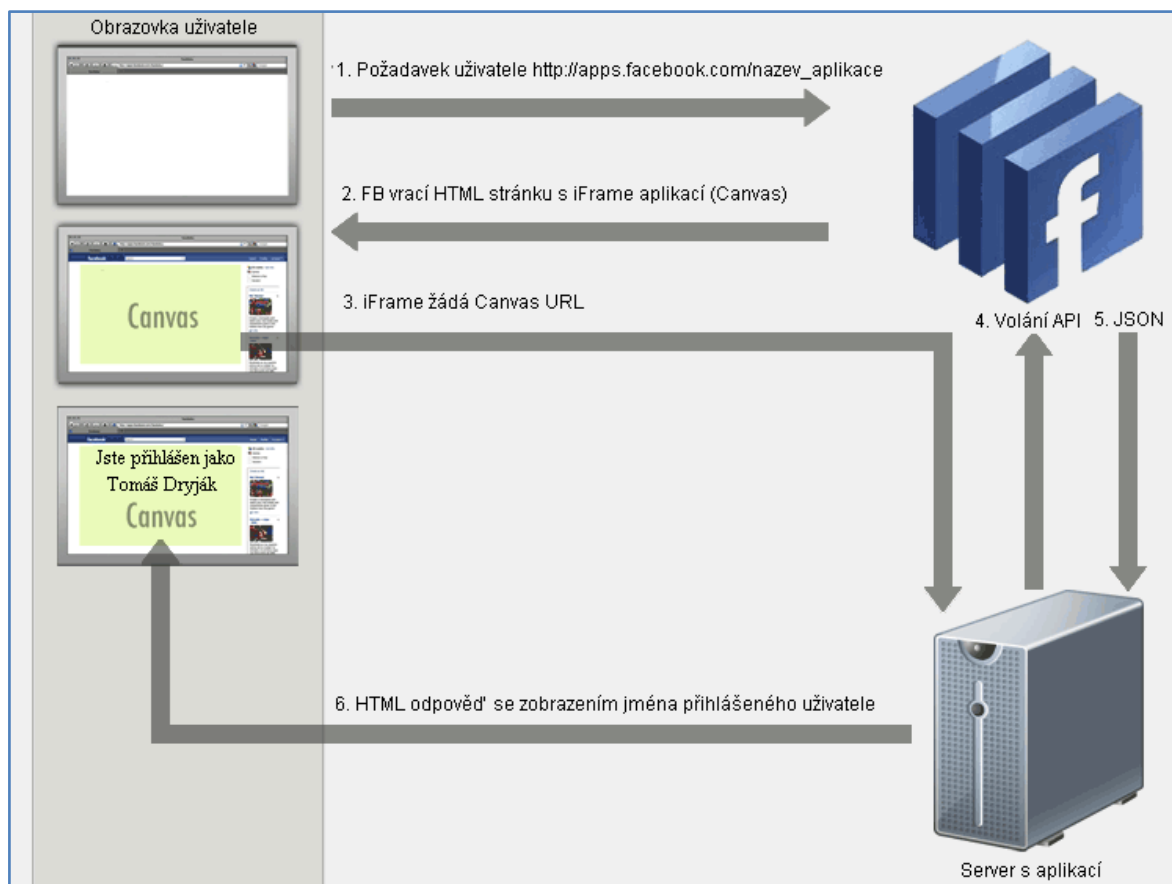 Obrazovka uživatele
1. Požadavek uživatele http://apps.facebook.com/nazev_aplikace
2. FB vrací HTML stránku s iFrame aplikací (Canvas)
Canvas
3. iFrame žádá Canvas URL
4. Volání API
5. JSON
Jste přihlášen jako
Tomáš Dryják
Canvas
6. HTML odpověď se zobrazením jména přihlášeného uživatele
Server s aplikací